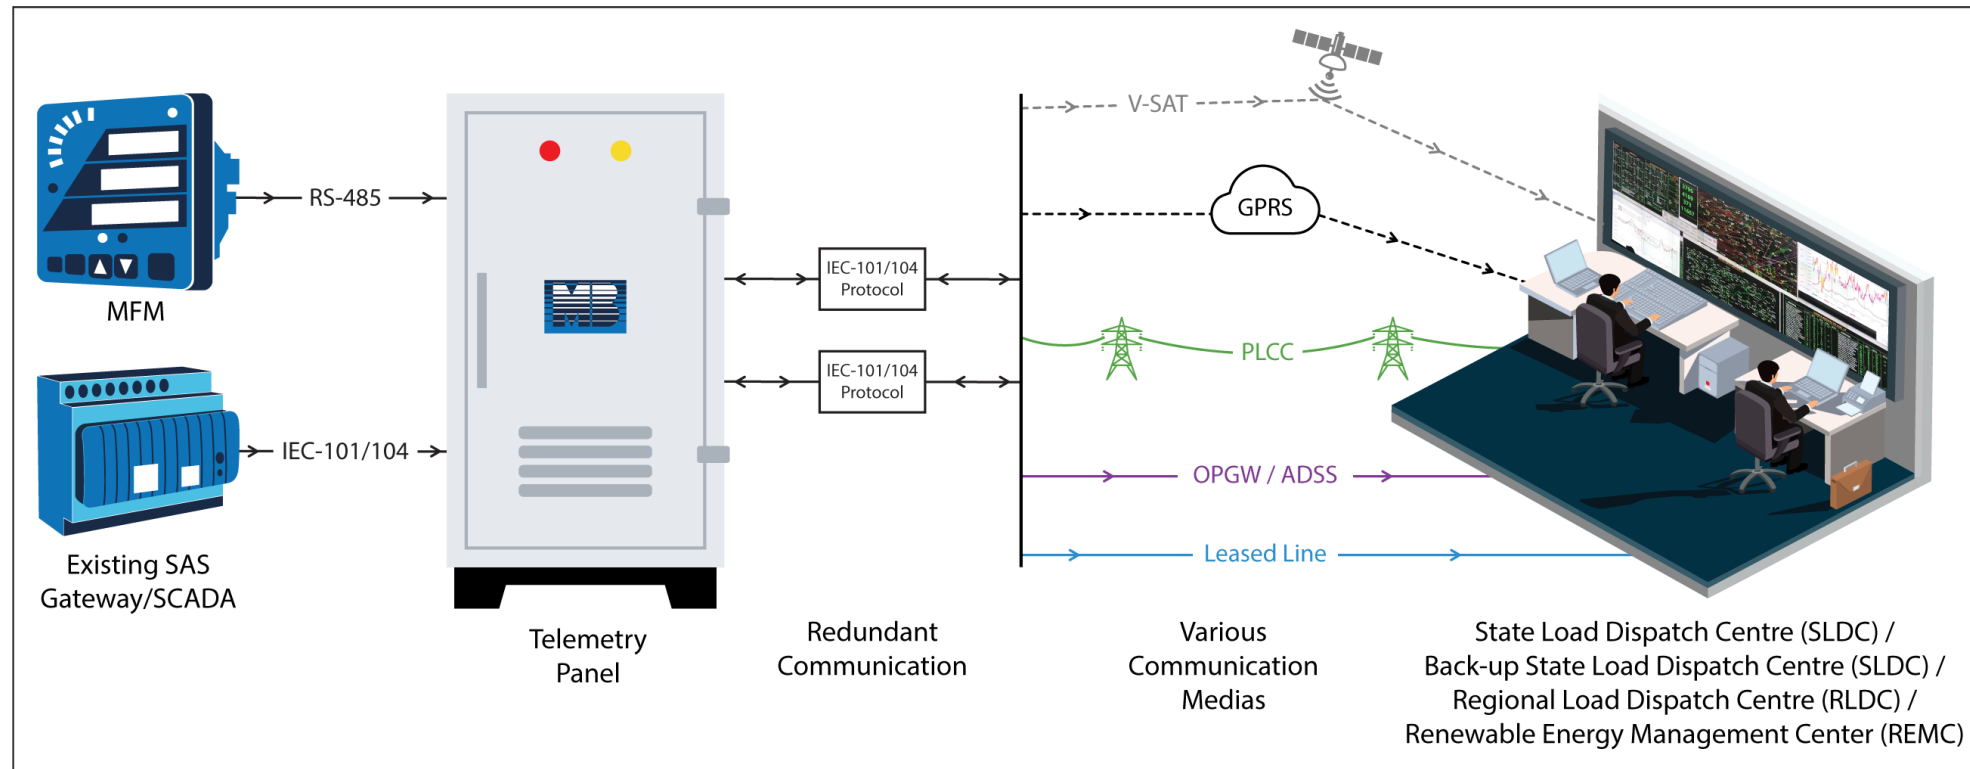 V-SAT
GPRS
RS-485
IEC-101/104
Protocol
MB
MFM
PLCC
IEC-101/104
Protocol
IEC-101/104
OPGW / ADSS
Leased Line
Existing SAS
Gateway/SCADA
Telemetry
Panel
Redundant
Communication
Various
Communication
Medias
State Load Dispatch Centre (SLDC) /
Back-up State Load Dispatch Centre (SLDC) /
Regional Load Dispatch Centre (RLDC) /
Renewable Energy Management Center (REMC)